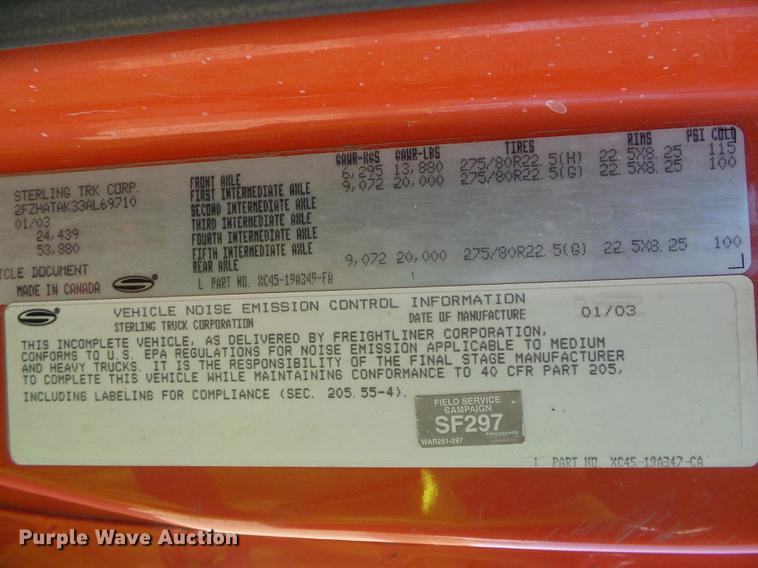 GAWR-KGS GAWR-LBS TIRES RIMS PSI COLD
STERLING TRK CORP. FRONT AXLE 6,295 13,880 275/80R22.5(H) 22.5X8.25 115
2FZHATAK33AL69710 FIRST INTERMEDIATE AXLE 9,072 20,000 275/80R22.5(G) 22.5X8.25 100
SECOND INTERMEDIATE AXLE
01/03 THIRD INTERMEDIATE AXLE
24,439 FOURTH INTERMEDIATE AXLE
53,880 FIFTH INTERMEDIATE AXLE
REAR AXLE 9,072 20,000 275/80R22.5(G) 22.5X8.25 100
ICLE DOCUMENT
MADE IN CANADA L PART NO. XC45-19A349-FA
VEHICLE NOISE EMISSION CONTROL INFORMATION
STERLING TRUCK CORPORATION DATE OF MANUFACTURE 01/03
THIS INCOMPLETE VEHICLE, AS DELIVERED BY FREIGHTLINER CORPORATION,
CONFORMS TO U.S. EPA REGULATIONS FOR NOISE EMISSION APPLICABLE TO MEDIUM
AND HEAVY TRUCKS. IT IS THE RESPONSIBILITY OF THE FINAL STAGE MANUFACTURER
TO COMPLETE THIS VEHICLE WHILE MAINTAINING CONFORMANCE TO 40 CFR PART 205,
INCLUDING LABELING FOR COMPLIANCE (SEC. 205.55-4).
FIELD SERVICE
CAMPAIGN
SF297
WAR261-297
L PART NO. XC45-19A347-CA
Purple Wave Auction